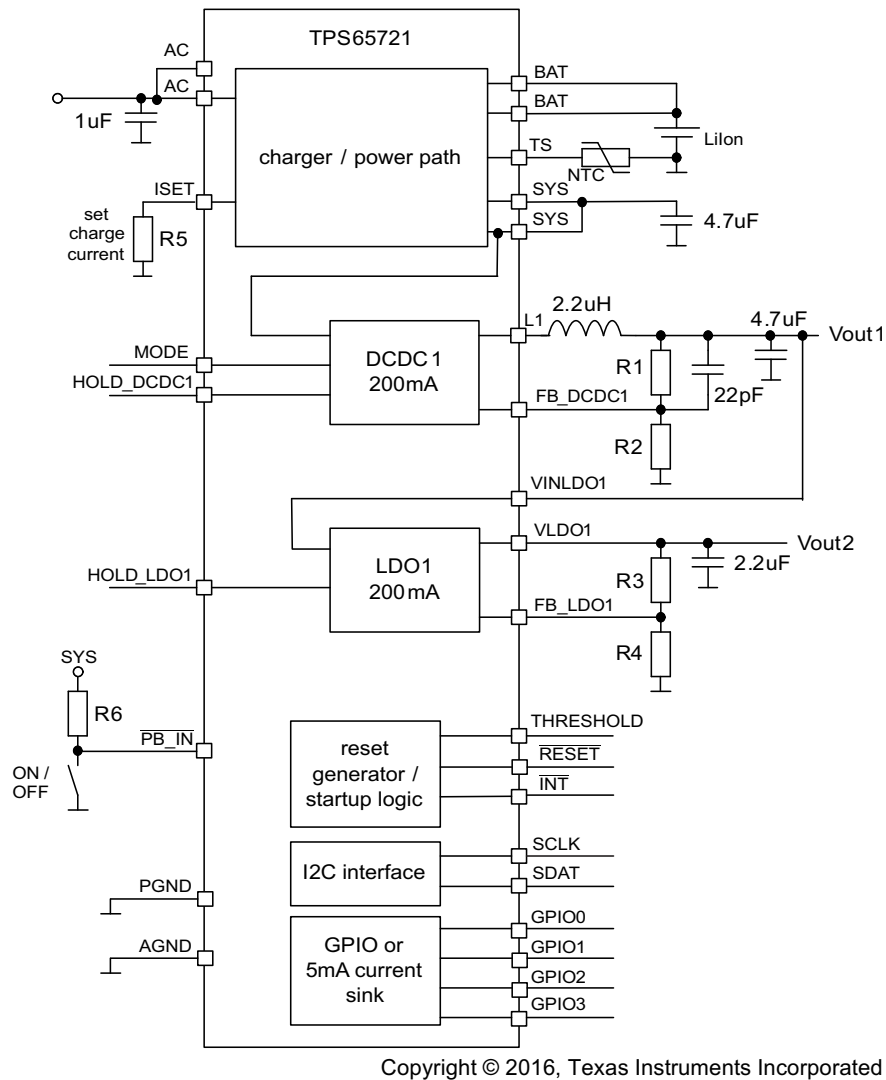 TPS65721
AC
AC
1uF
charger / power path
BAT
BAT
LiIon
TS
NTC
ISET
SYS
SYS
4.7uF
set
charge
current
R5
L1
2.2uH
4.7uF
Vout1
MODE
HOLD_DCDC1
DCDC1
200mA
R1
22pF
FB_DCDC1
R2
VINLDO1
VLDO1
Vout2
HOLD_LDO1
LDO1
200mA
2.2uF
R3
FB_LDO1
R4
SYS
R6
PB_IN
ON /
OFF
reset
generator /
startup logic
THRESHOLD
RESET
INT
I2C interface
SCLK
SDAT
PGND
AGND
GPIO or
5mA current
sink
GPIO0
GPIO1
GPIO2
GPIO3
Copyright © 2016, Texas Instruments Incorporated